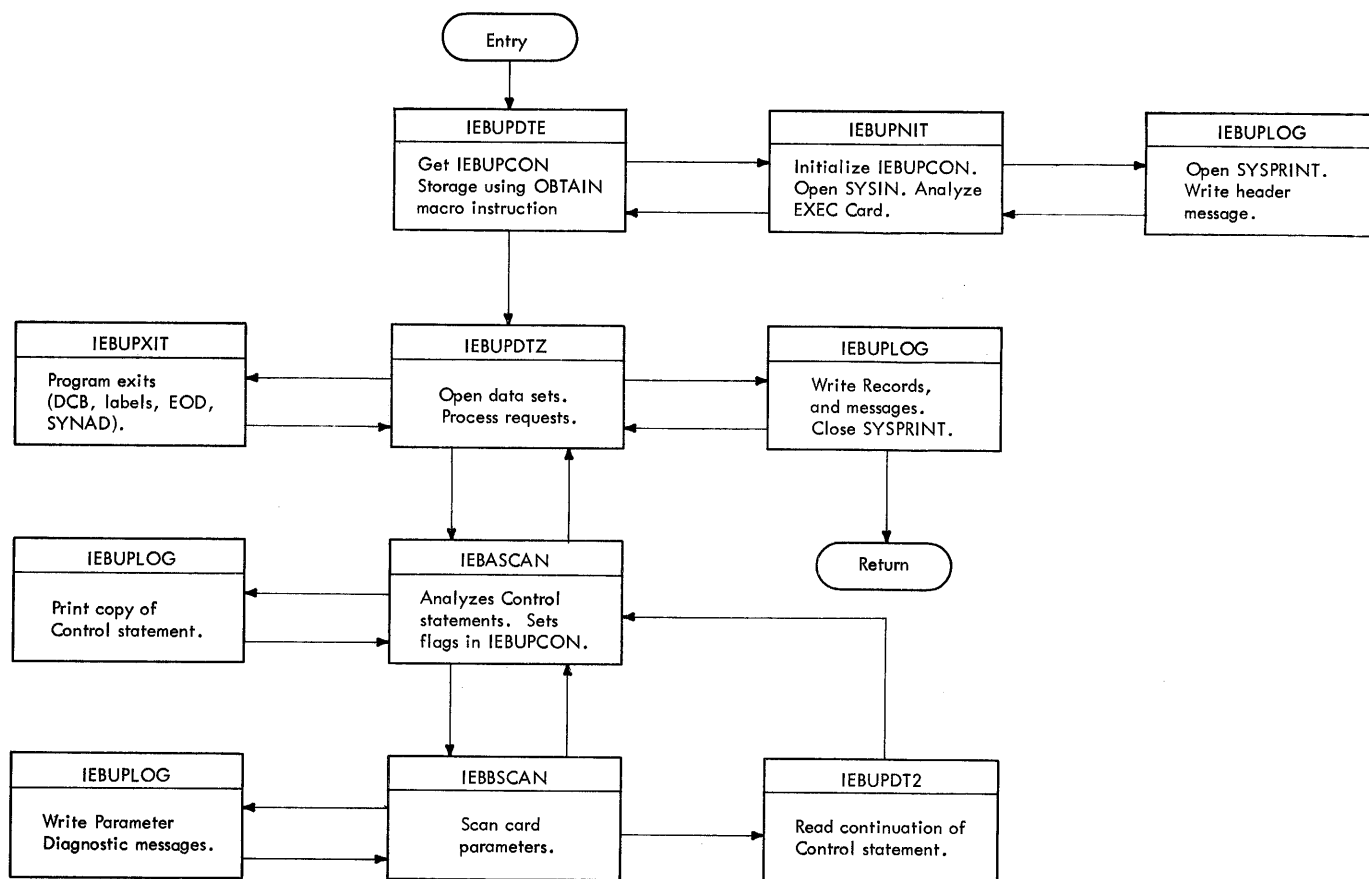 Entry
IEBUPDTE
Get IEBUPCON
Storage using OBTAIN
macro instruction
IEBUPNIT
Initialize IEBUPCON.
Open SYSIN. Analyze
EXEC Card.
IEBUPLOG
Open SYSPRINT.
Write header
message.
IEBUPXIT
Program exits
(DCB, labels, EOD,
SYNAD).
IEBUPDTZ
Open data sets.
Process requests.
IEBUPLOG
Write Records,
and messages.
Close SYSPRINT.
IEBUPLOG
Print copy of
Control statement.
IEBASCAN
Analyzes Control
statements. Sets
flags in IEBUPCON.
Return
IEBUPLOG
Write Parameter
Diagnostic messages.
IEBBSCAN
Scan card
parameters.
IEBUPDT2
Read continuation of
Control statement.